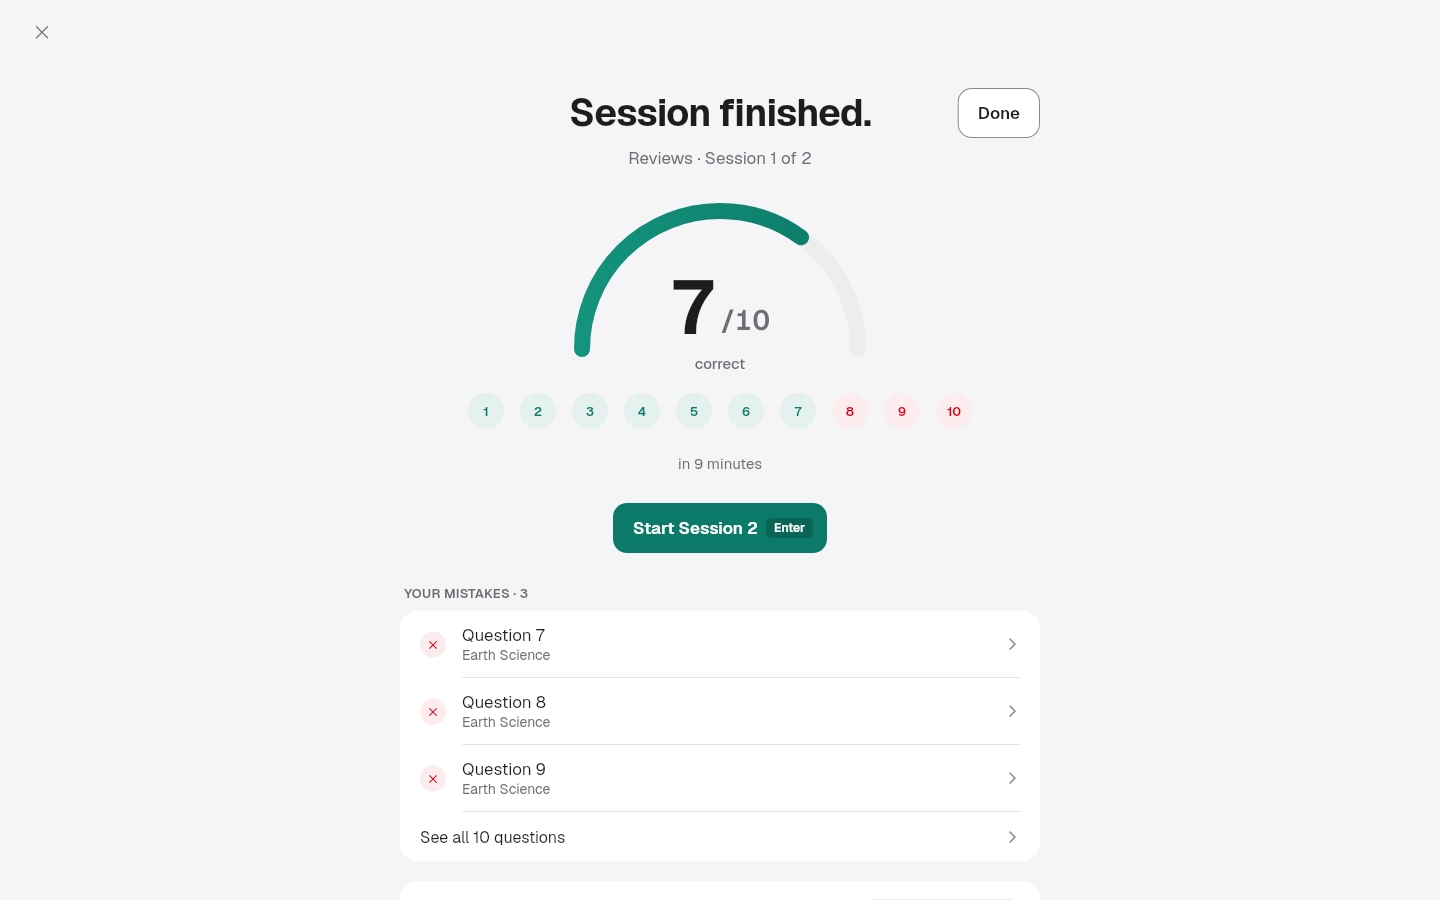 Session finished.
Done
Reviews · Session 1 of 2
7/10
correct
1 2 3 4 5 6 7 8 9 10
in 9 minutes
Start Session 2 Enter
YOUR MISTAKES · 3
Question 7
Earth Science
Question 8
Earth Science
Question 9
Earth Science
See all 10 questions